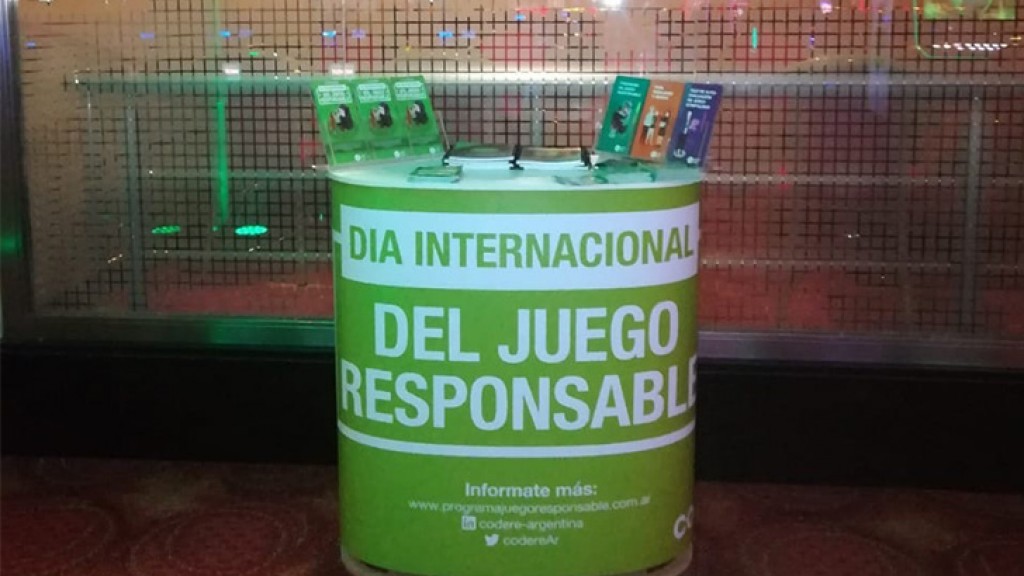 DIA INTERNACIONAL
DEL JUEGO
RESPONSABLE
Informate más:
www.programajuegoresponsable.com.ar
codere-argentina
codereAr